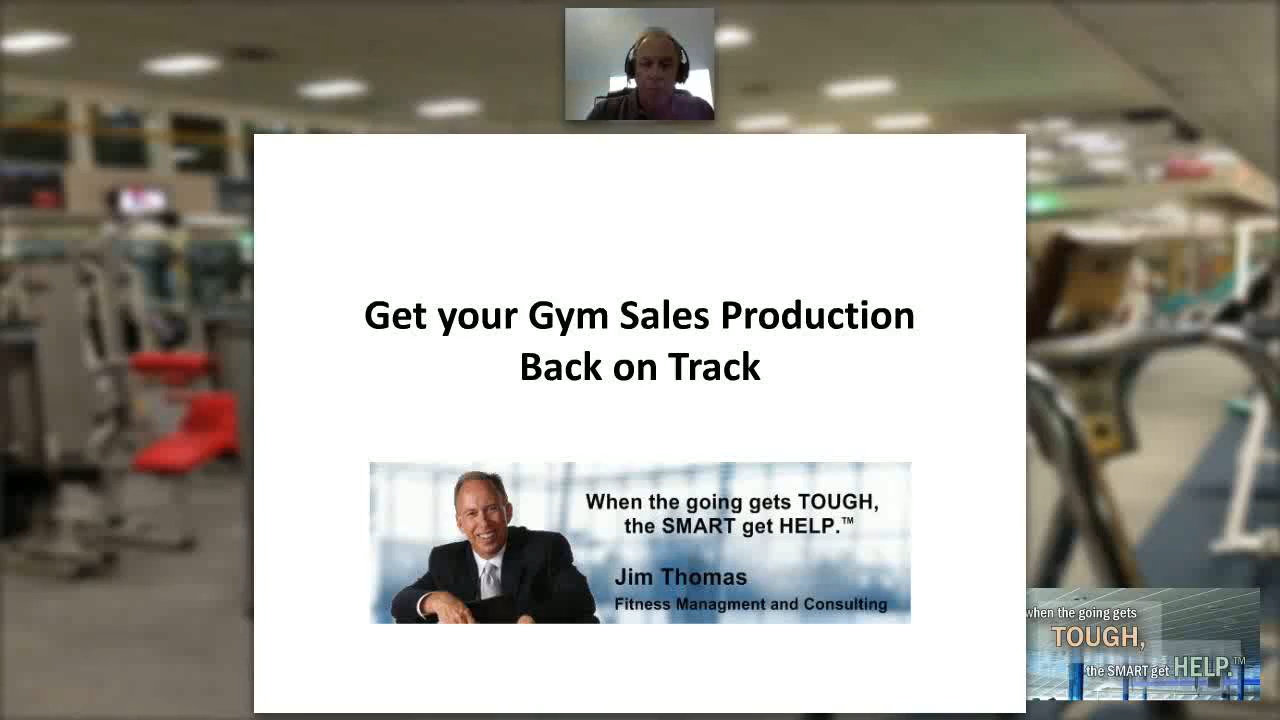 Get your Gym Sales Production
Back on Track
When the going gets TOUGH,
the SMART get HELP.™
Jim Thomas
Fitness Managment and Consulting
when the going gets
TOUGH,
the SMART get HELP.™